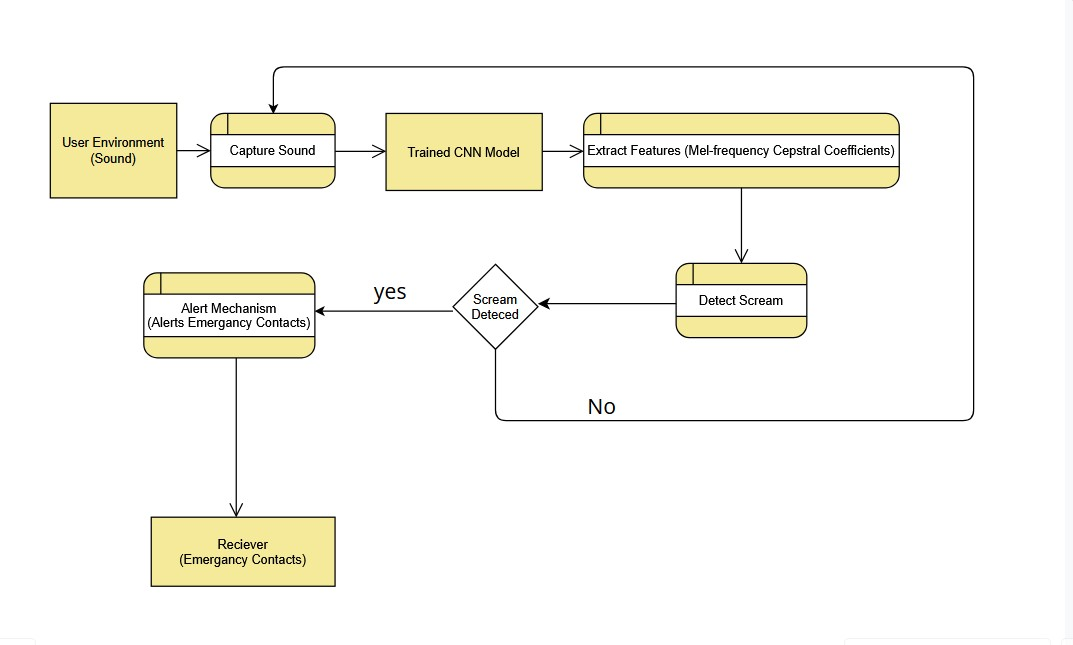 User Environment
(Sound)
Capture Sound
Trained CNN Model
Extract Features (Mel-frequency Cepstral Coefficients)
Detect Scream
Scream
Deteced
yes
Alert Mechanism
(Alerts Emergancy Contacts)
No
Reciever
(Emergancy Contacts)